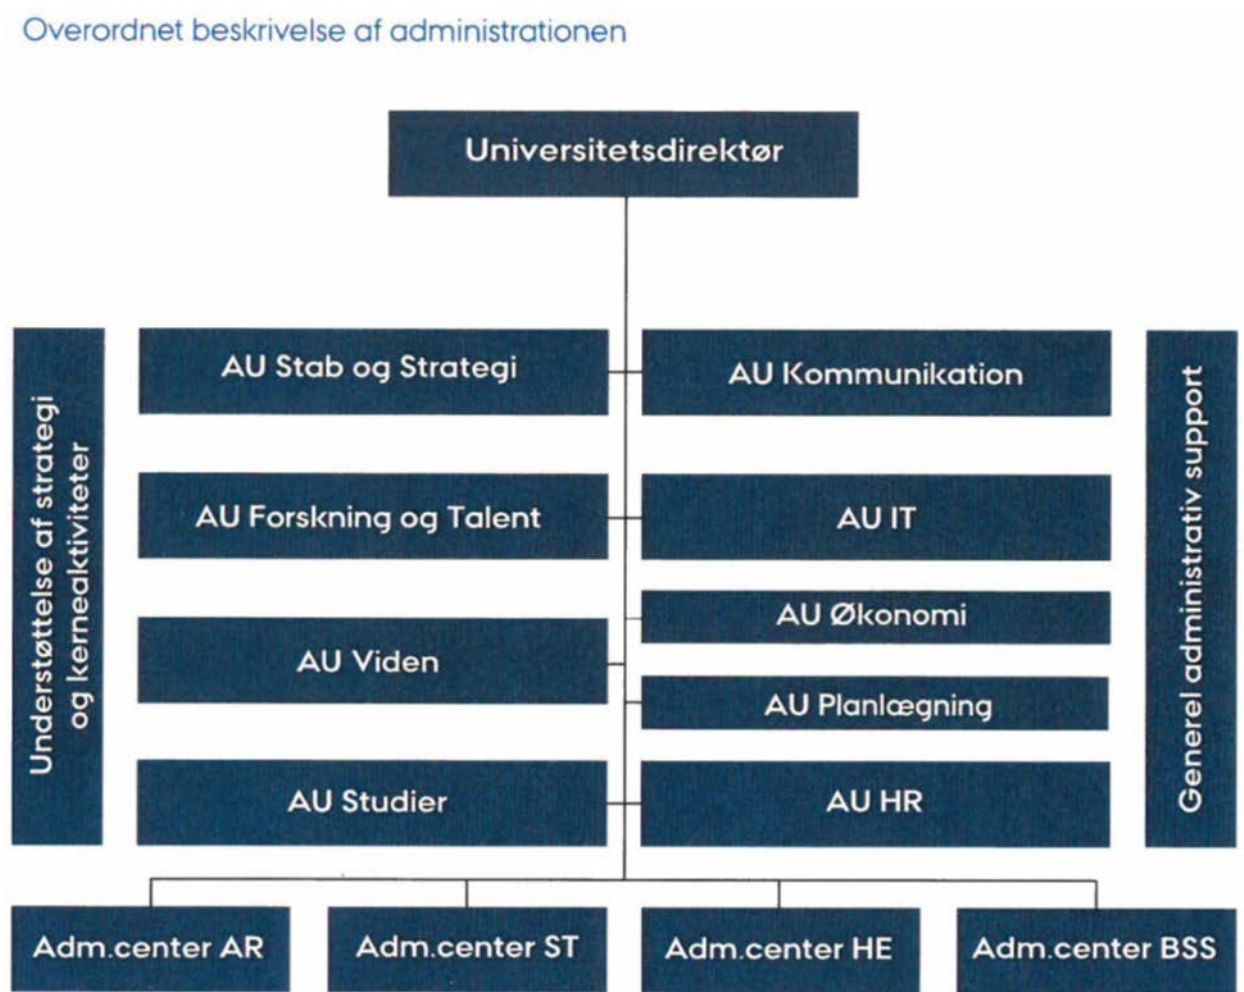 Overordnet beskrivelse af administrationen
Universitetsdirektør
Understøttelse af strategi
og kerneaktiviteter
AU Stab og Strategi
AU Kommunikation
Generel administrativ support
AU Forskning og Talent
AU IT
AU Økonomi
AU Viden
AU Planlægning
AU Studier
AU HR
Adm.center AR
Adm.center ST
Adm.center HE
Adm.center BSS